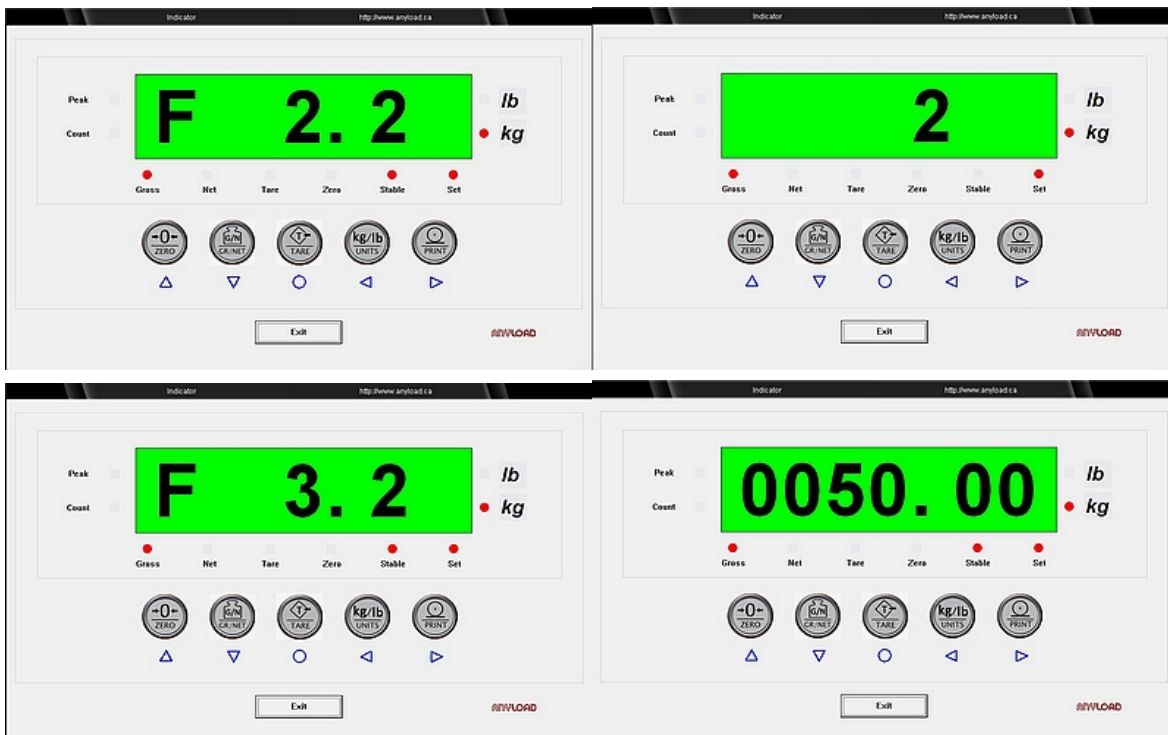 Indicator http://www.anyload.ca
Peak
F 2. 2
lb
Count
kg
Gross Net Tare Zero Stable Set
→0← G/N T kg/lb
ZERO GR/NET TARE UNITS PRINT
Exit
ANYLOAD
Indicator http://www.anyload.ca
Peak
2
lb
Count
kg
Gross Net Tare Zero Stable Set
→0← G/N T kg/lb
ZERO GR/NET TARE UNITS PRINT
Exit
ANYLOAD
Indicator http://www.anyload.ca
Peak
F 3. 2
lb
Count
kg
Gross Net Tare Zero Stable Set
→0← G/N T kg/lb
ZERO GR/NET TARE UNITS PRINT
Exit
ANYLOAD
Indicator http://www.anyload.ca
Peak
0050. 00
lb
Count
kg
Gross Net Tare Zero Stable Set
→0← G/N T kg/lb
ZERO GR/NET TARE UNITS PRINT
Exit
ANYLOAD